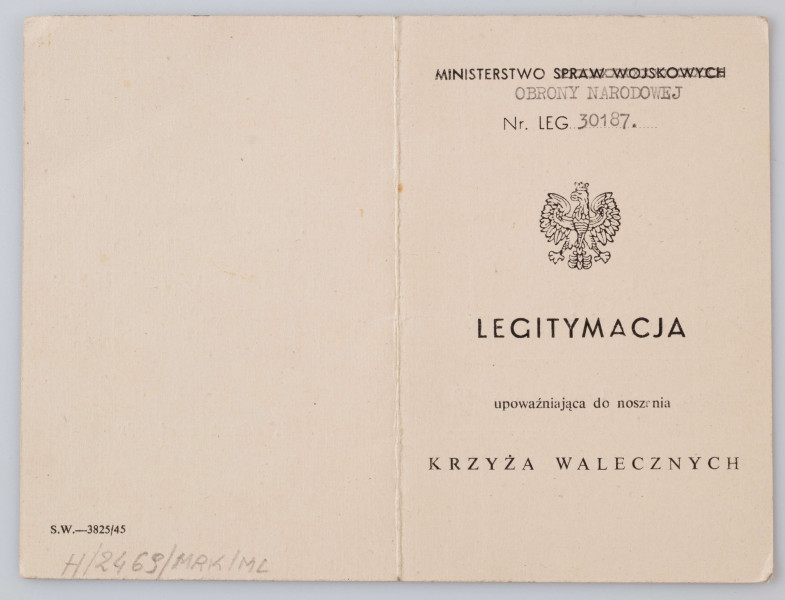 S.W.—3825/45
H/2469/MRK/ML
MINISTERSTWO SPRAW WOJSKOWYCH
OBRONY NARODOWEJ
Nr. LEG. 30187.
LEGITYMACJA
upoważniająca do noszenia
KRZYŻA WALECZNYCH